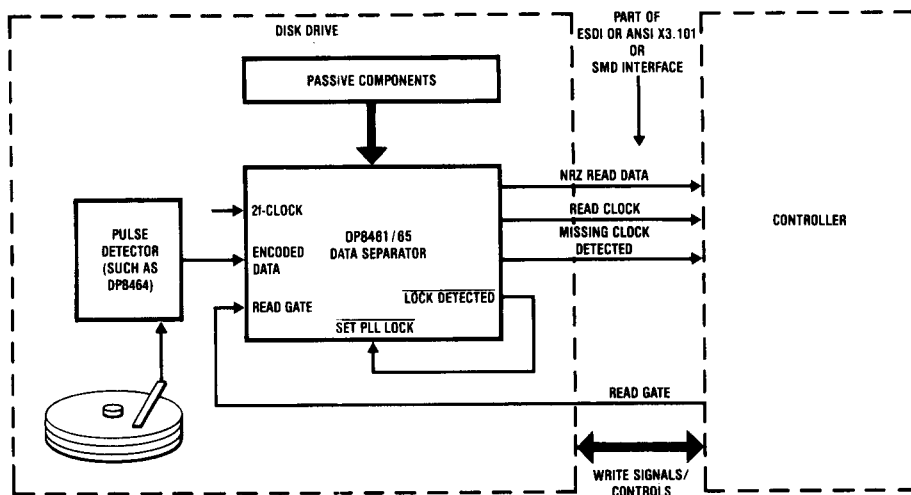 DISK DRIVE
PART OF
ESDI OR ANSI X3.101
OR
SMD INTERFACE
PASSIVE COMPONENTS
2f-CLOCK
ENCODED
DATA
READ GATE
DP8461/65
DATA SEPARATOR
LOCK DETECTED
SET PLL LOCK
PULSE
DETECTOR
(SUCH AS
DP8464)
NRZ READ DATA
READ CLOCK
MISSING CLOCK
DETECTED
CONTROLLER
READ GATE
WRITE SIGNALS/
CONTROLS